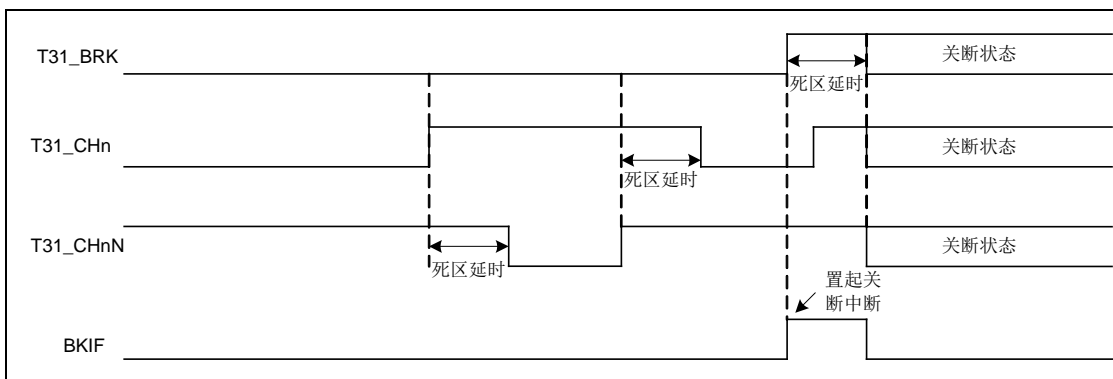 T31_BRK
关断状态
死区延时
T31_CHn
关断状态
死区延时
T31_CHnN
关断状态
死区延时
置起关
断中断
BKIF